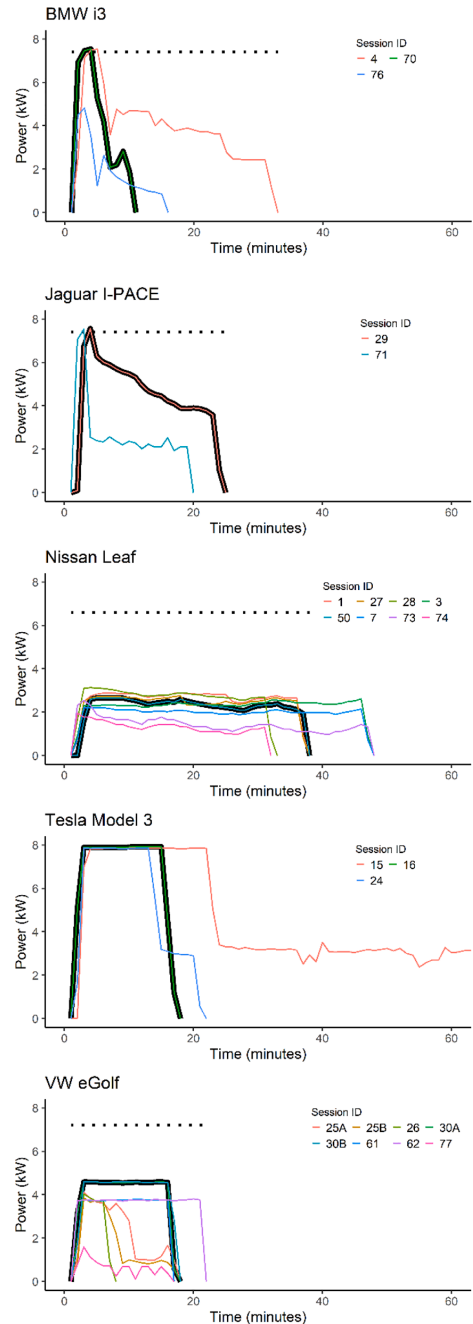 BMW i3
Session ID
4 70
76
8
6
4
2
0
Power (kW)
0 20 40 60
Time (minutes)
Jaguar I-PACE
Session ID
29
71
8
6
4
2
0
Power (kW)
0 20 40 60
Time (minutes)
Nissan Leaf
Session ID
1 27 28 3
50 7 73 74
8
6
4
2
0
Power (kW)
0 20 40 60
Time (minutes)
Tesla Model 3
Session ID
15 16
24
8
6
4
2
0
Power (kW)
0 20 40 60
Time (minutes)
VW eGolf
Session ID
25A 25B 26 30A
30B 61 62 77
8
6
4
2
0
Power (kW)
0 20 40 60
Time (minutes)